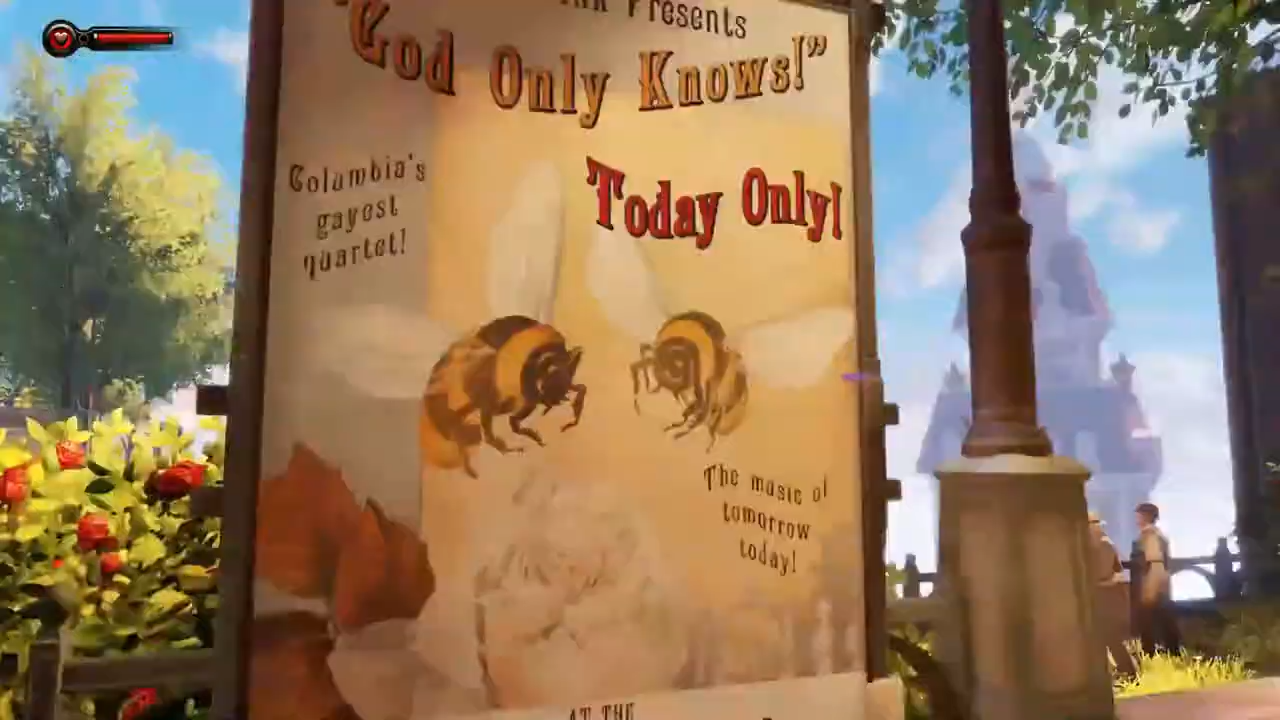 Presents
"God Only Knows!"
Today Only!
Columbia's
gayest
quartet!
The music of
tomorrow
today!
AT THE